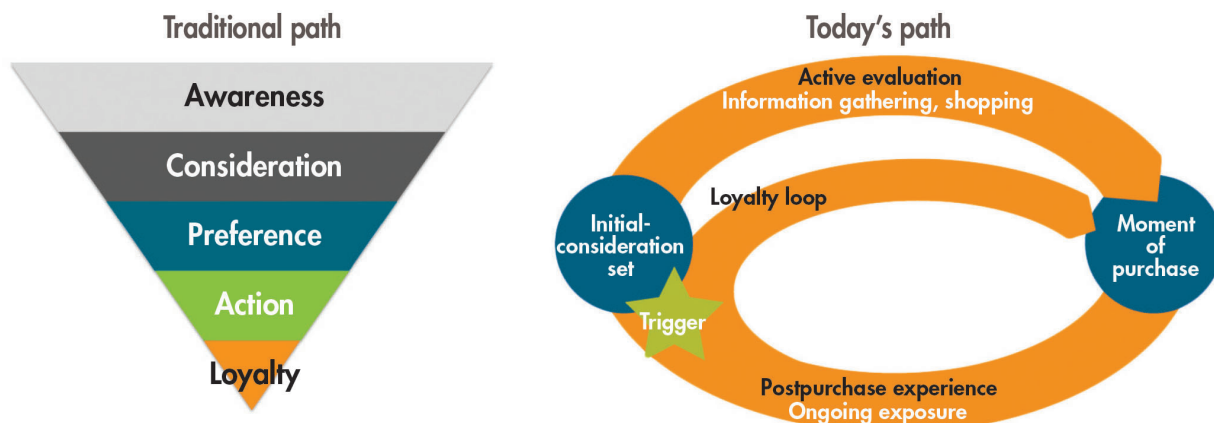 Traditional path
Awareness
Consideration
Preference
Action
Loyalty
Today's path
Active evaluation
Information gathering, shopping
Loyalty loop
Initial-
consideration
set
Trigger
Moment
of
purchase
Postpurchase experience
Ongoing exposure